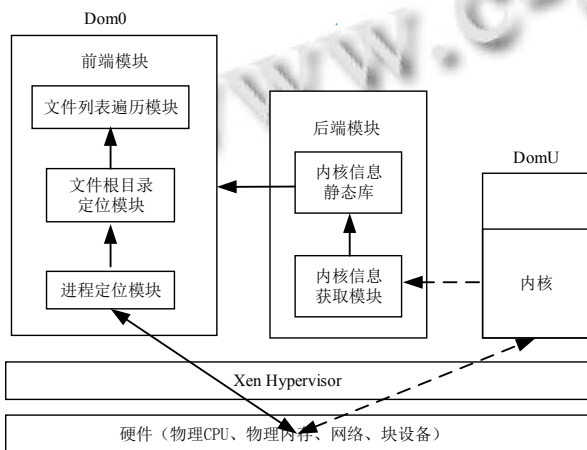 Dom0
前端模块
文件列表遍历模块
文件根目录
定位模块
进程定位模块
后端模块
内核信息
静态库
内核信息
获取模块
DomU
内核
Xen Hypervisor
硬件（物理CPU、物理内存、网络、块设备）
www.c-